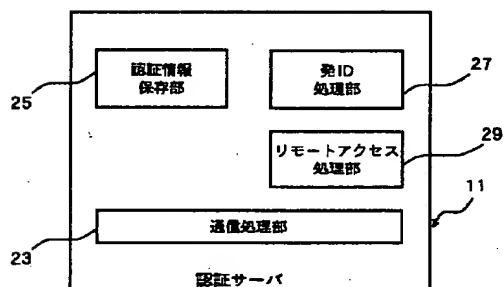 認証情報
保存部
発ID
処理部
リモートアクセス
処理部
通信処理部
認証サーバ
25
27
29
11
23